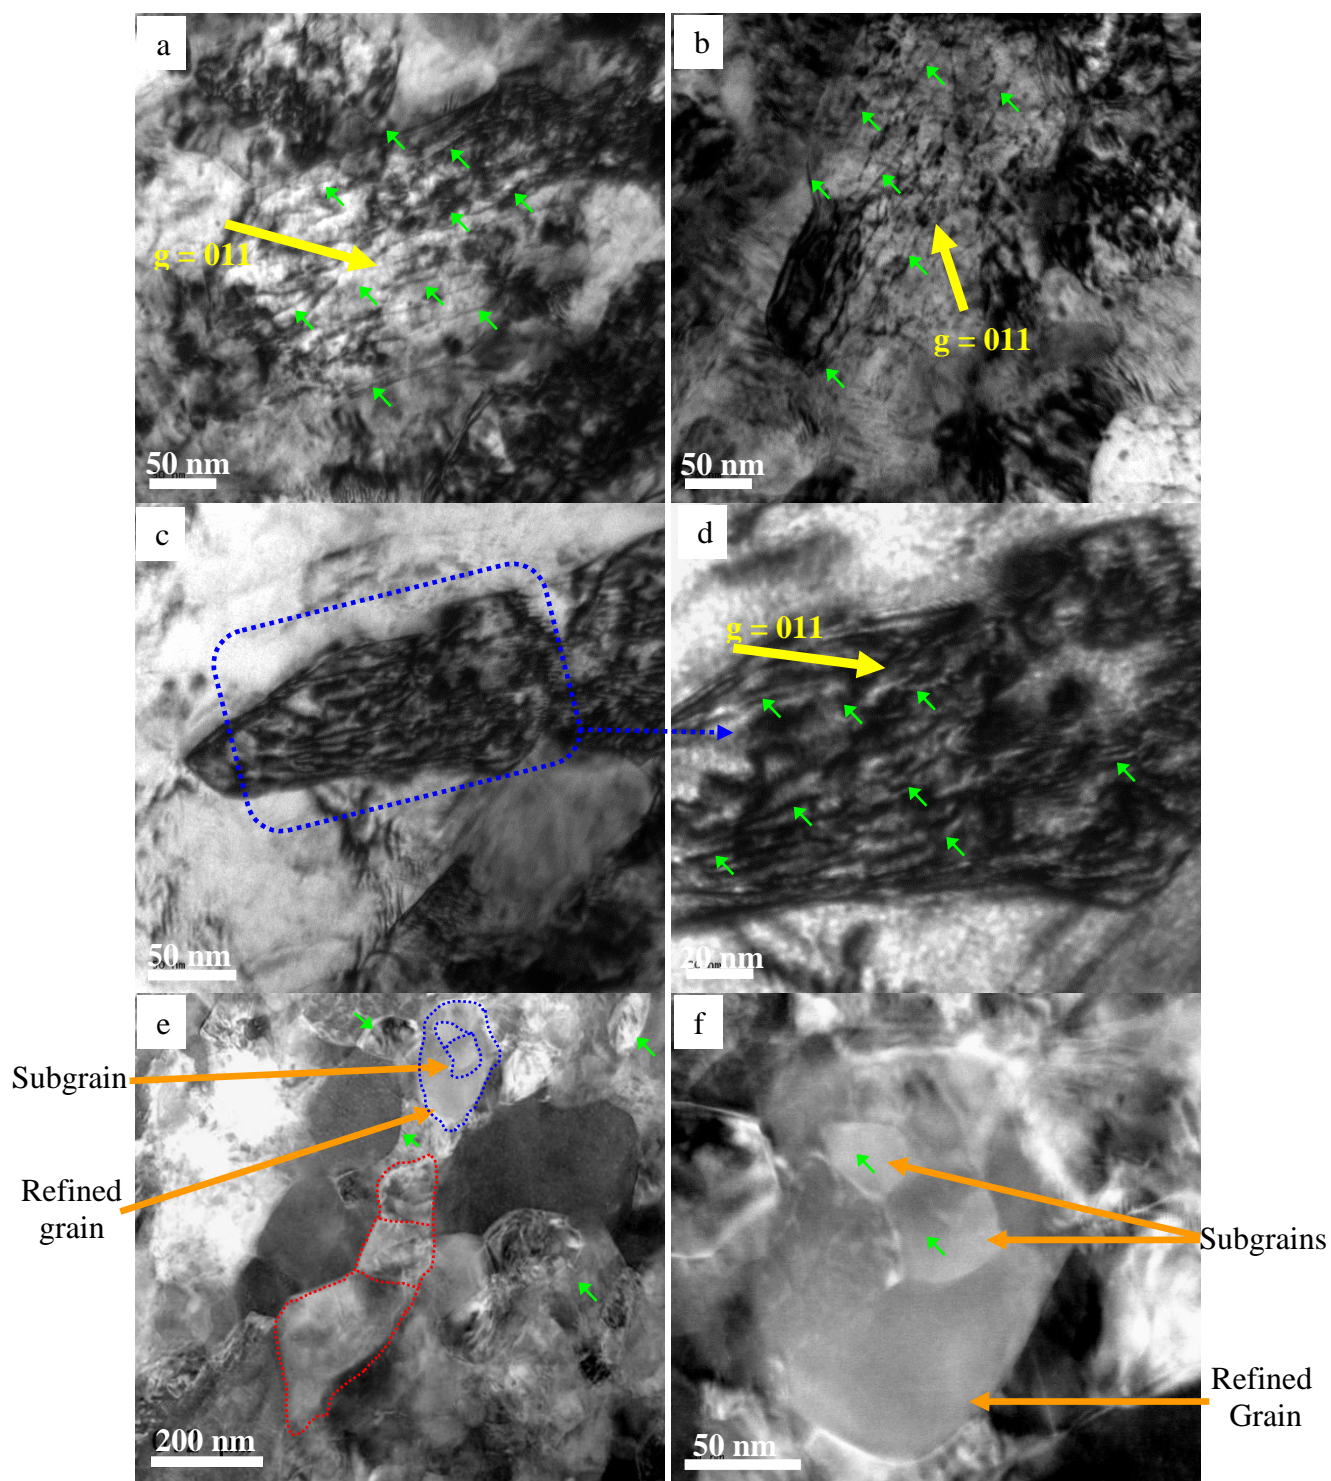 a
b
g = 011
g = 011
50 nm
50 nm
c
d
g = 011
50 nm
20 nm
e
f
Subgrain
Refined
grain
Subgrains
Refined
Grain
200 nm
50 nm